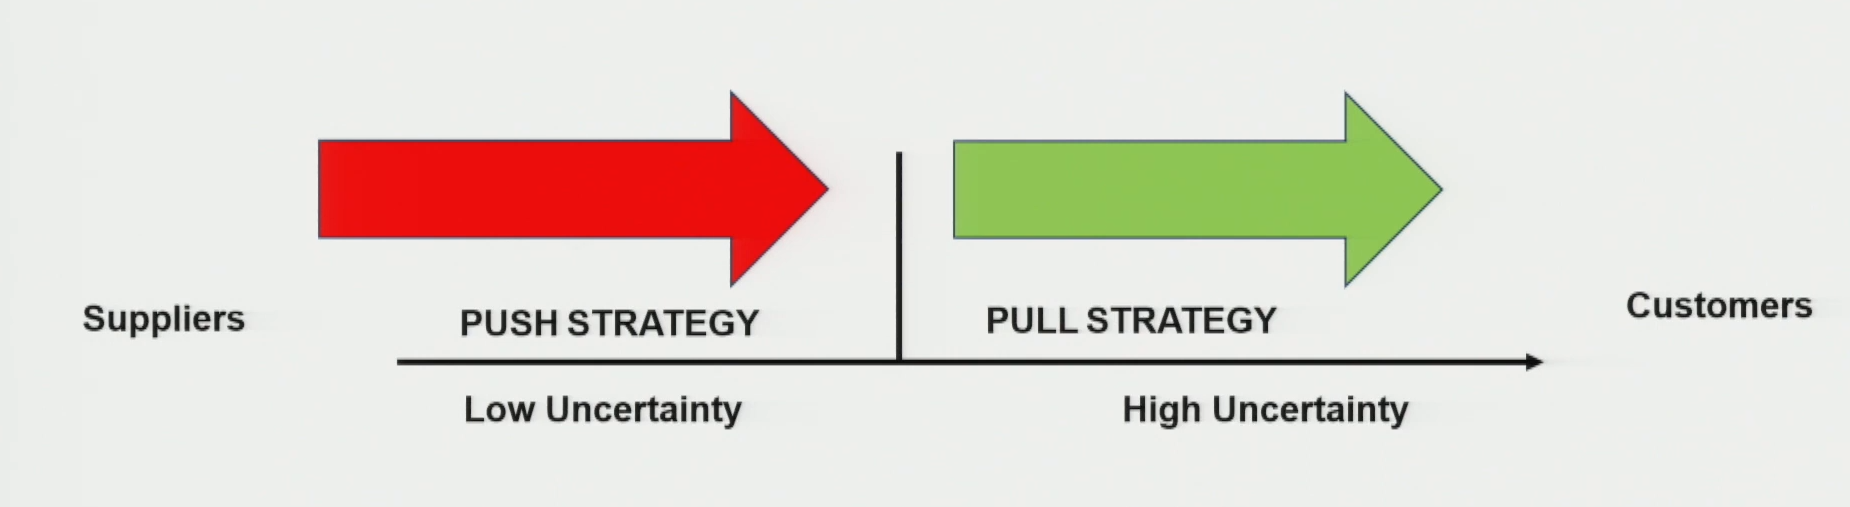 Suppliers
PUSH STRATEGY
PULL STRATEGY
Customers
Low Uncertainty
High Uncertainty